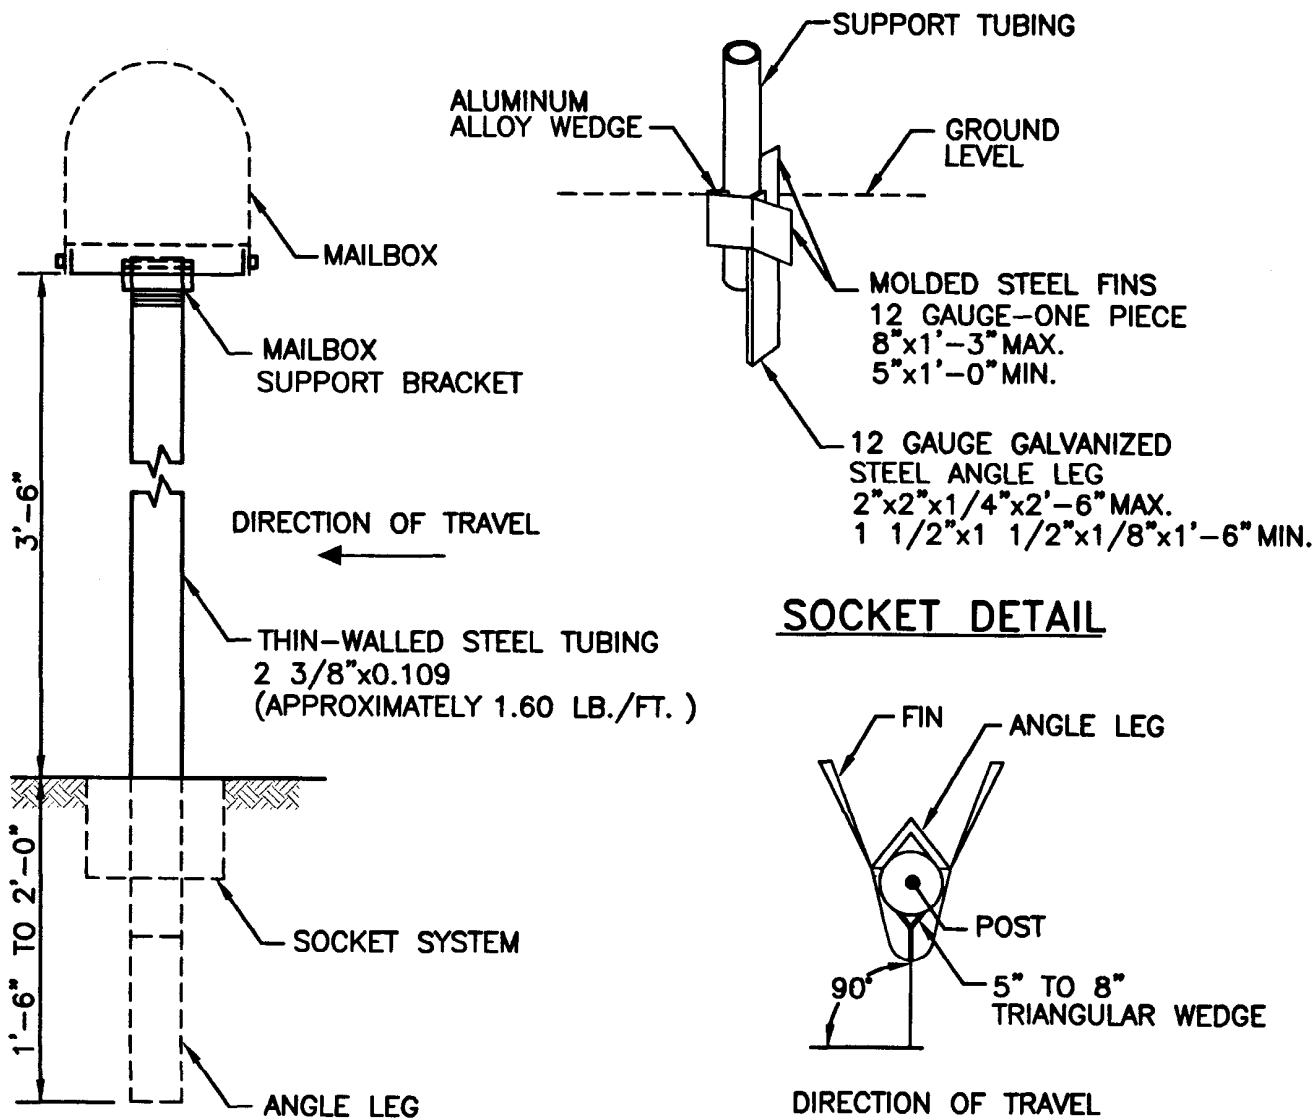 SUPPORT TUBING
ALUMINUM
ALLOY WEDGE
GROUND
LEVEL
MAILBOX
MOLDED STEEL FINS
12 GAUGE-ONE PIECE
8"x1'-3" MAX.
5"x1'-0" MIN.
MAILBOX
SUPPORT BRACKET
12 GAUGE GALVANIZED
STEEL ANGLE LEG
2"x2"x1/4"x2'-6" MAX.
1 1/2"x1 1/2"x1/8"x1'-6" MIN.
3'-6"
DIRECTION OF TRAVEL
SOCKET DETAIL
THIN-WALLED STEEL TUBING
2 3/8"x0.109
(APPROXIMATELY 1.60 LB./FT. )
FIN
ANGLE LEG
1'-6" TO 2'-0"
SOCKET SYSTEM
POST
90°
5" TO 8"
TRIANGULAR WEDGE
ANGLE LEG
DIRECTION OF TRAVEL